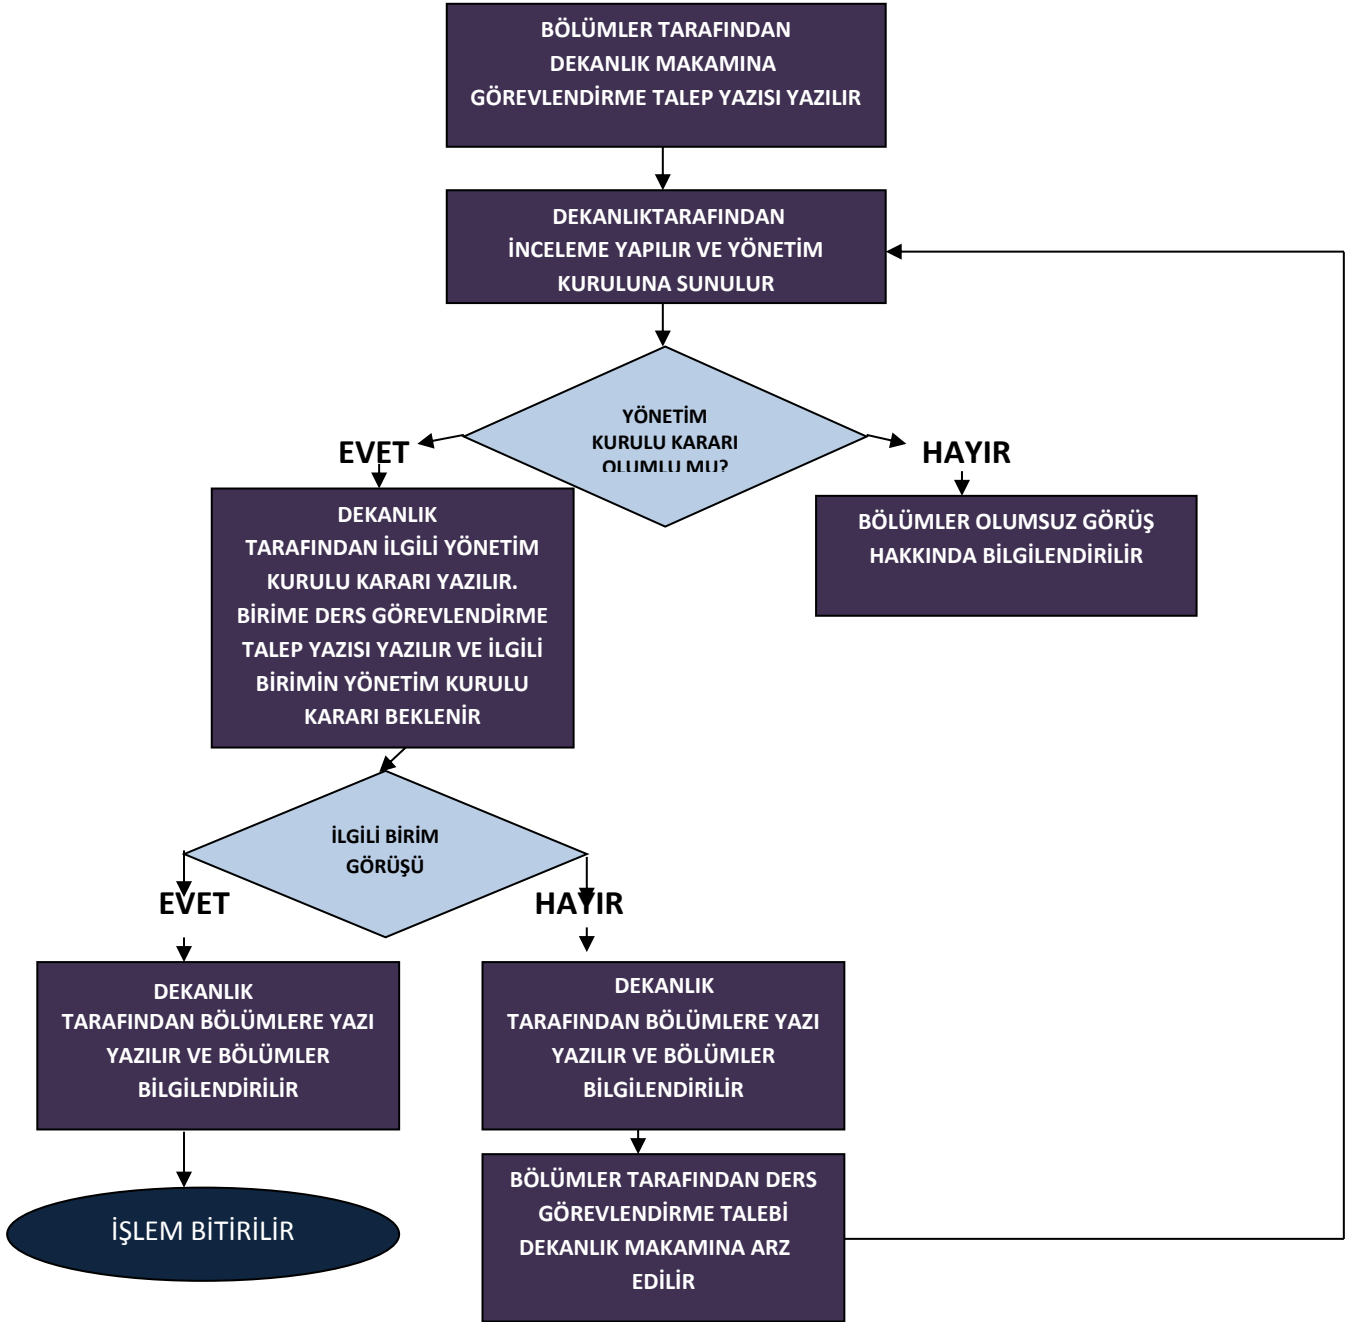 BÖLÜMLER TARAFINDAN
DEKANLIK MAKAMINA
GÖREVLENDİRME TALEP YAZISI YAZILIR
DEKANLIKTARAFINDAN
İNCELEME YAPILIR VE YÖNETİM
KURULUNA SUNULUR
YÖNETİM
KURULU KARARI
OLUMLU MU?
EVET
HAYIR
DEKANLIK
TARAFINDAN İLGİLİ YÖNETİM
KURULU KARARI YAZILIR.
BİRİME DERS GÖREVLENDİRME
TALEP YAZISI YAZILIR VE İLGİLİ
BİRİMİN YÖNETİM KURULU
KARARI BEKLENİR
BÖLÜMLER OLUMSUZ GÖRÜŞ
HAKKINDA BİLGİLENDİRİLİR
İLGİLİ BİRİM
GÖRÜŞÜ
EVET
HAYIR
DEKANLIK
TARAFINDAN BÖLÜMLERE YAZI
YAZILIR VE BÖLÜMLER
BİLGİLENDİRİLİR
DEKANLIK
TARAFINDAN BÖLÜMLERE YAZI
YAZILIR VE BÖLÜMLER
BİLGİLENDİRİLİR
İŞLEM BİTİRİLİR
BÖLÜMLER TARAFINDAN DERS
GÖREVLENDİRME TALEBİ
DEKANLIK MAKAMINA ARZ
EDİLİR